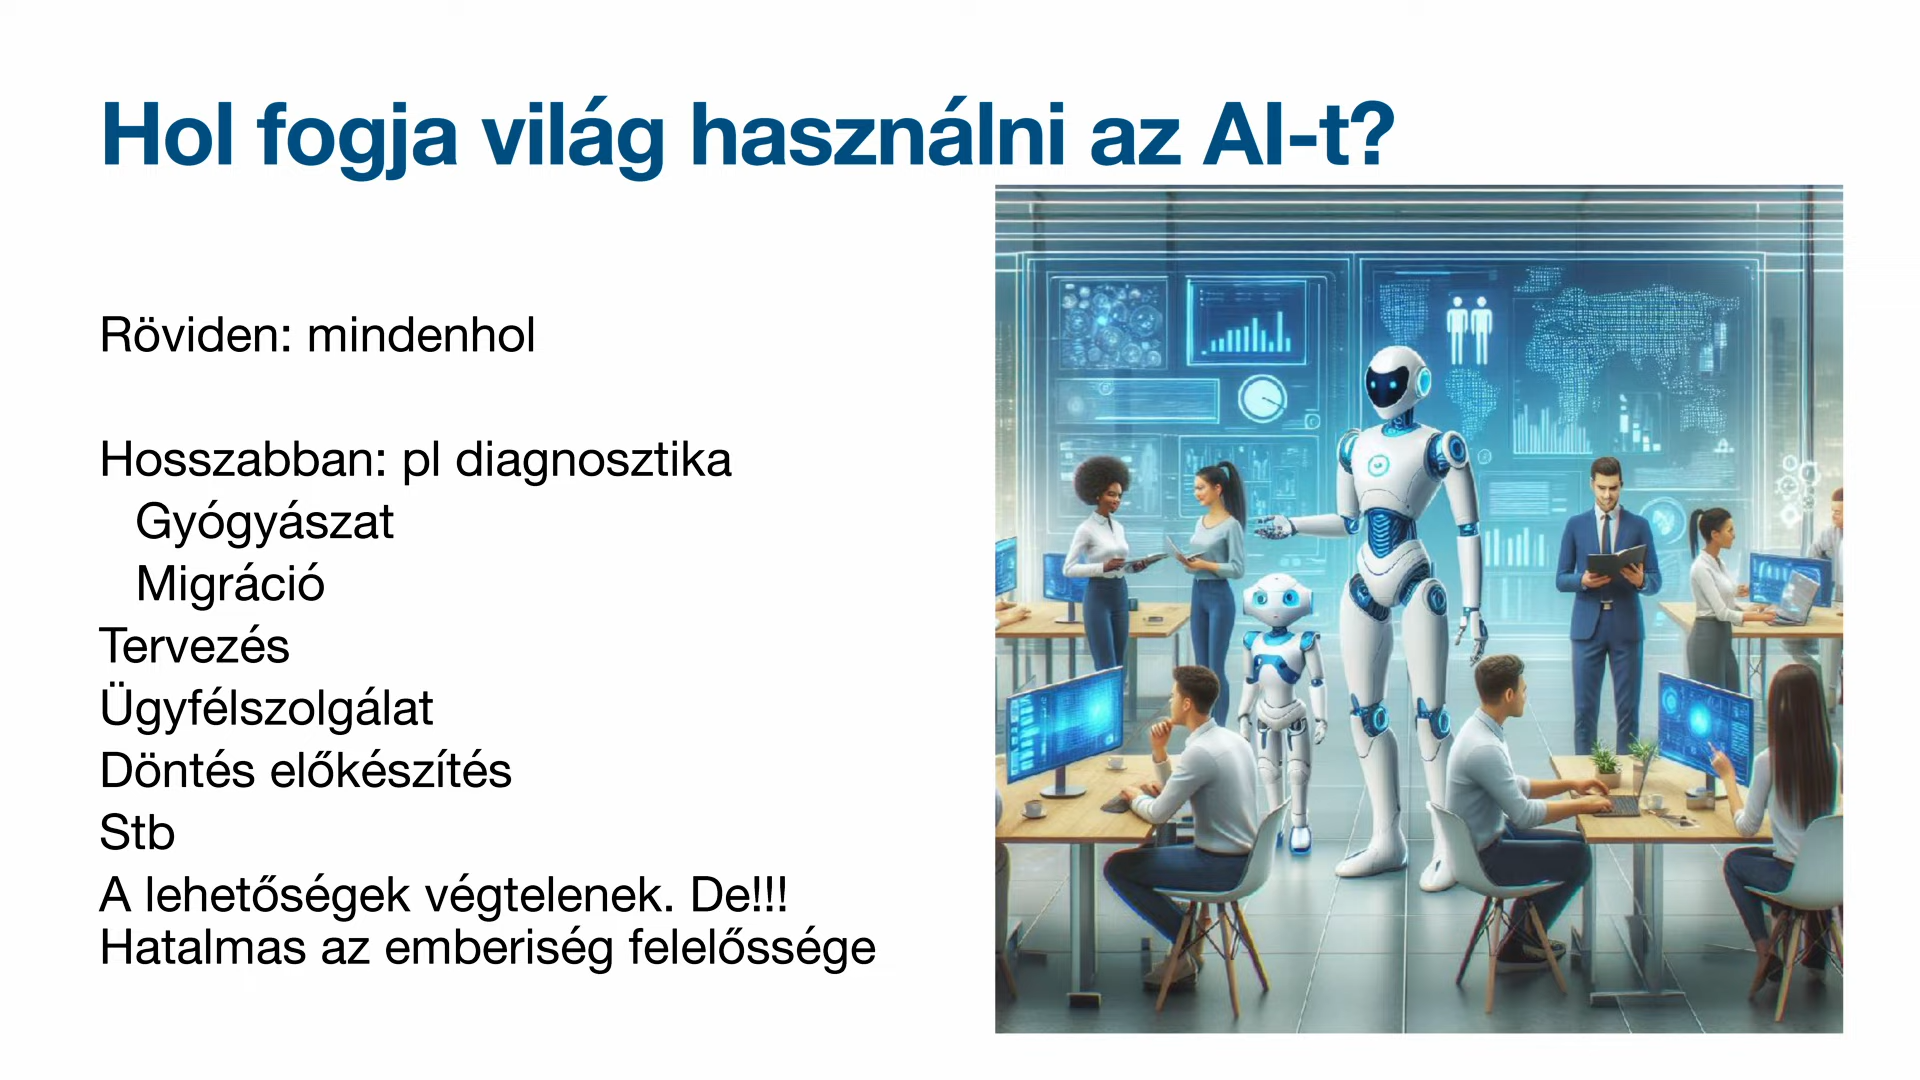 Hol fogja világ használni az AI-t?
Röviden: mindenhol
Hosszabban: pl diagnosztika
Gyógyászat
Migráció
Tervezés
Ügyfélszolgálat
Döntés előkészítés
Stb
A lehetőségek végtelenek. De!!!
Hatalmas az emberiség felelőssége